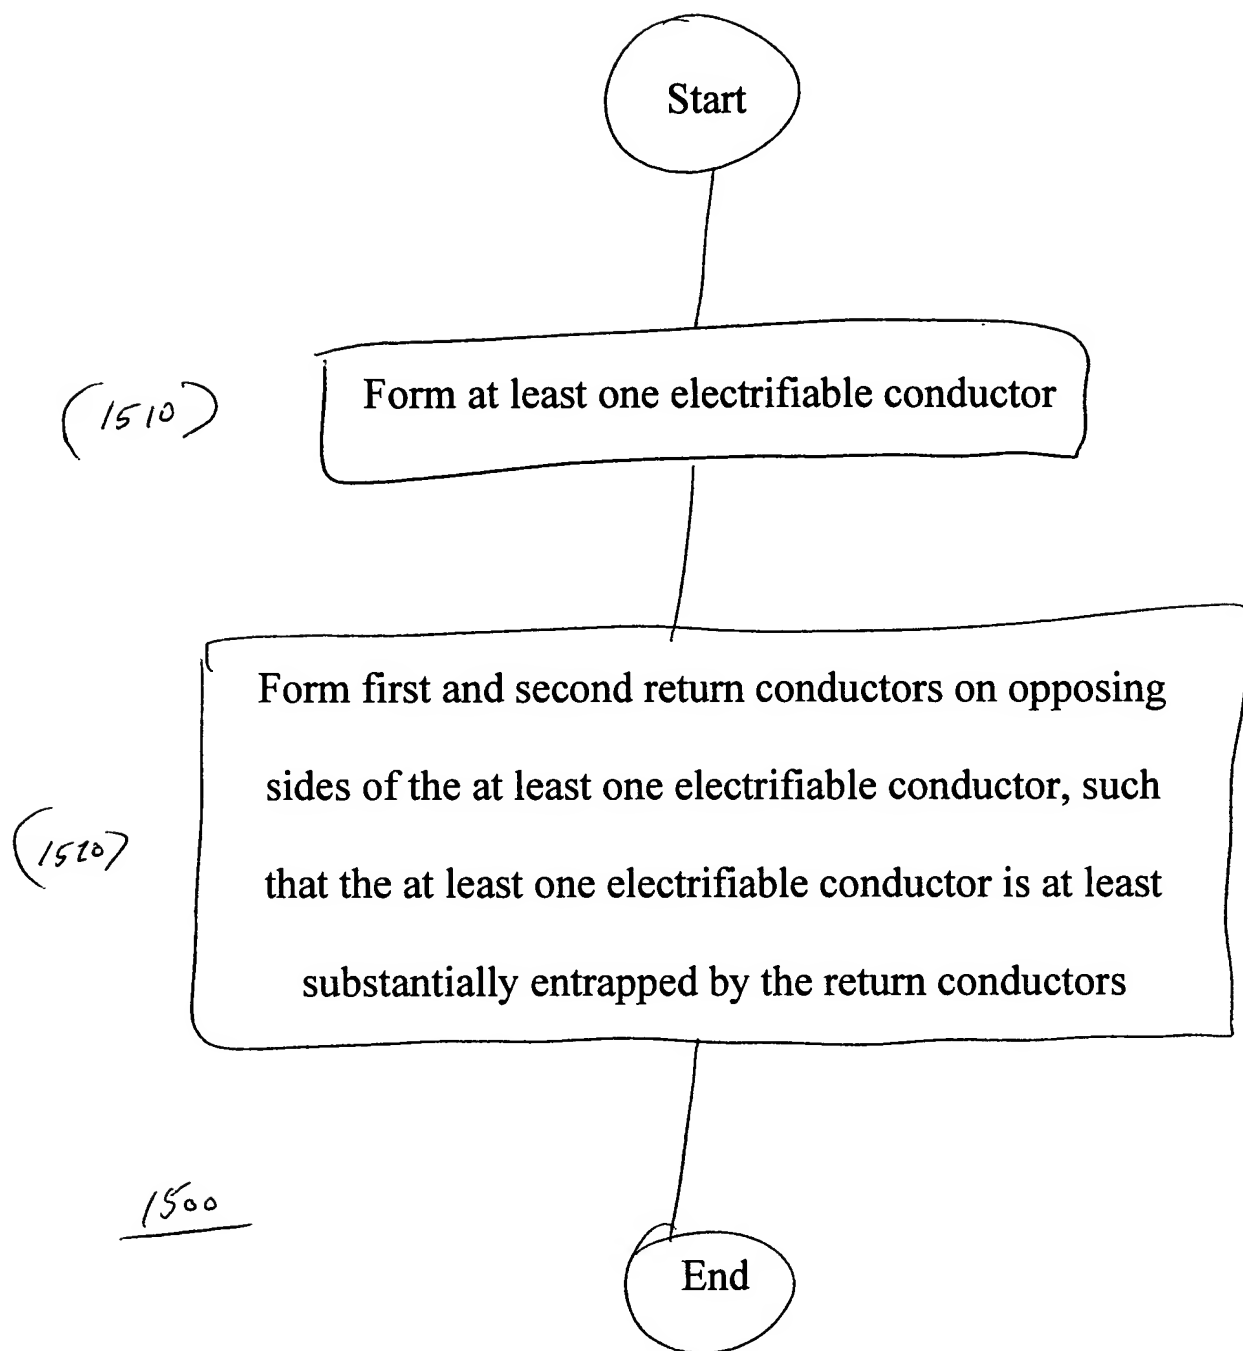 Start
(1510)
Form at least one electrifiable conductor
Form first and second return conductors on opposing
sides of the at least one electrifiable conductor, such
(1520)
that the at least one electrifiable conductor is at least
substantially entrapped by the return conductors
1500
End